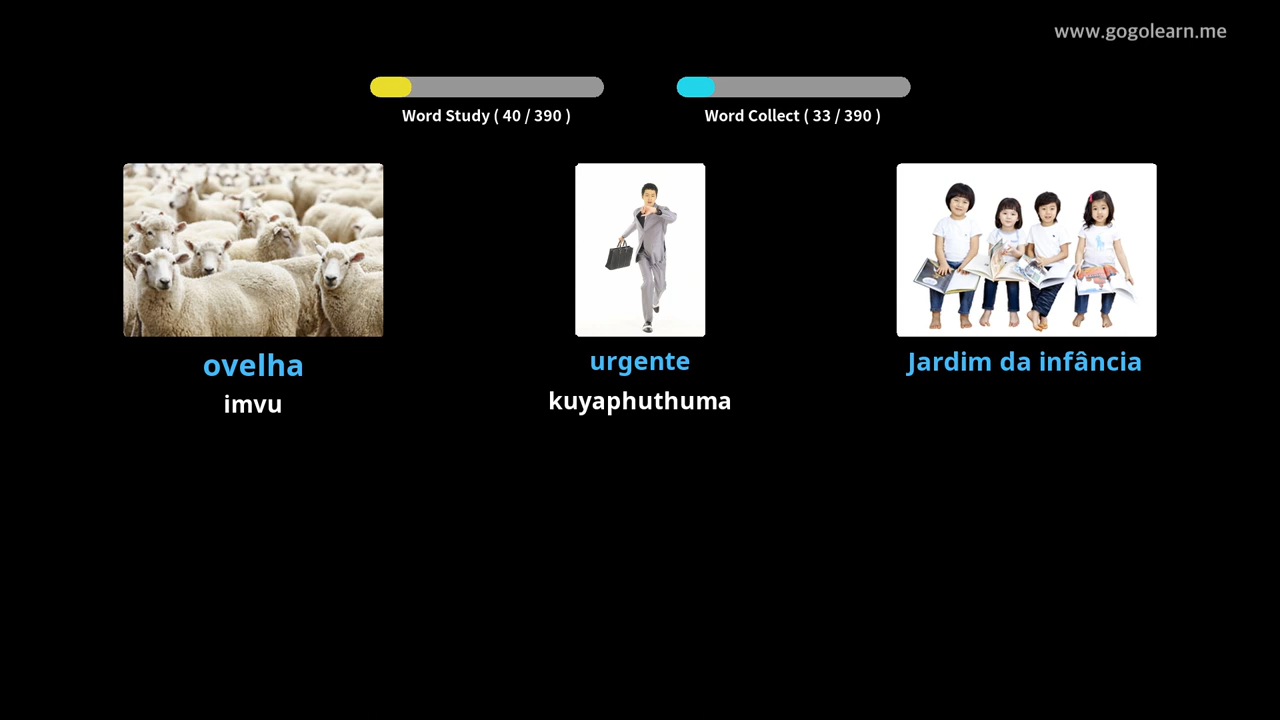 www.gogolearn.me
Word Study ( 40 / 390 )
Word Collect ( 33 / 390 )
ovelha
imvu
urgente
kuyaphuthuma
Jardim da infância